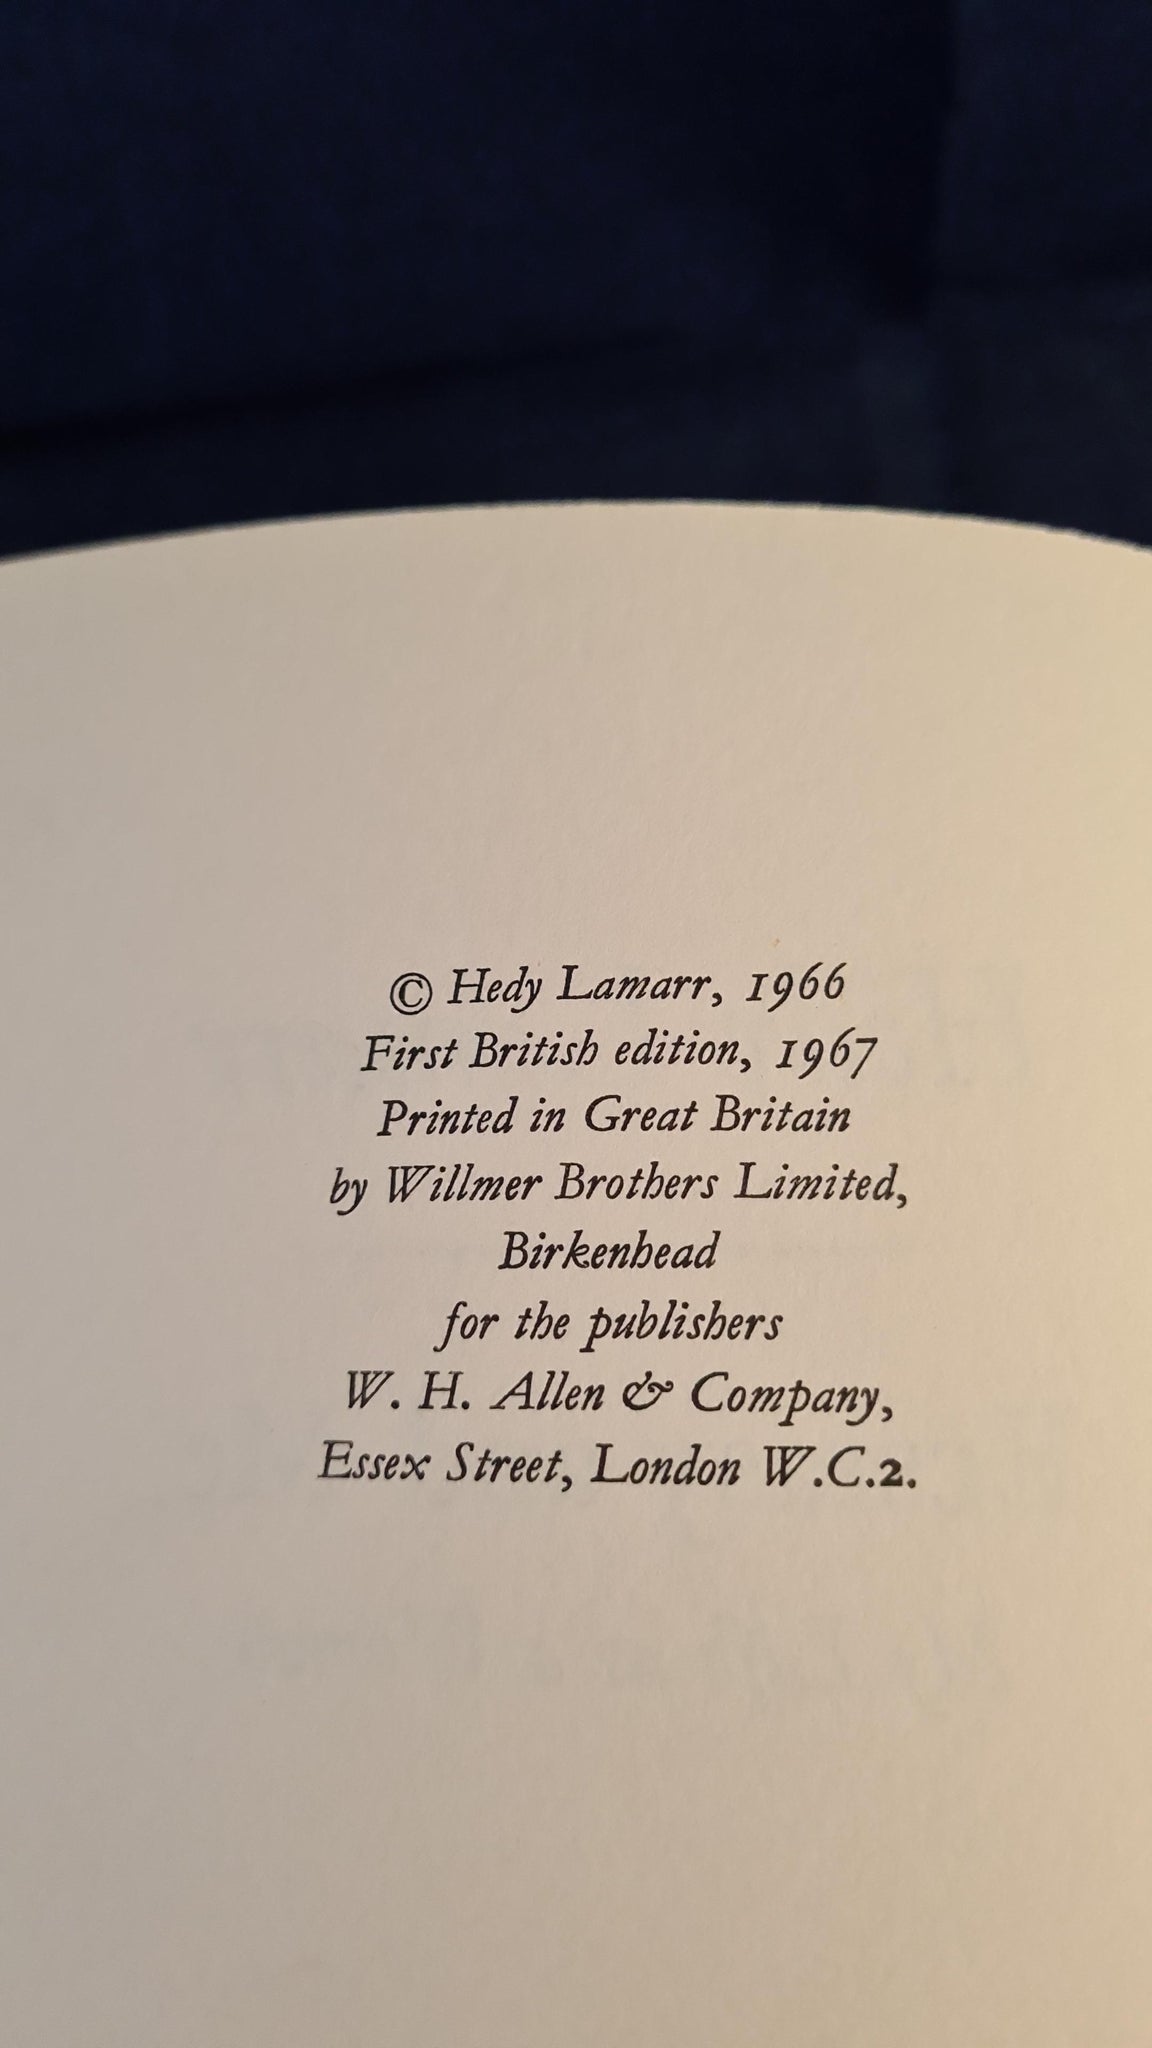 © Hedy Lamarr, 1966
First British edition, 1967
Printed in Great Britain
by Willmer Brothers Limited,
Birkenhead
for the publishers
W. H. Allen & Company,
Essex Street, London W.C.2.